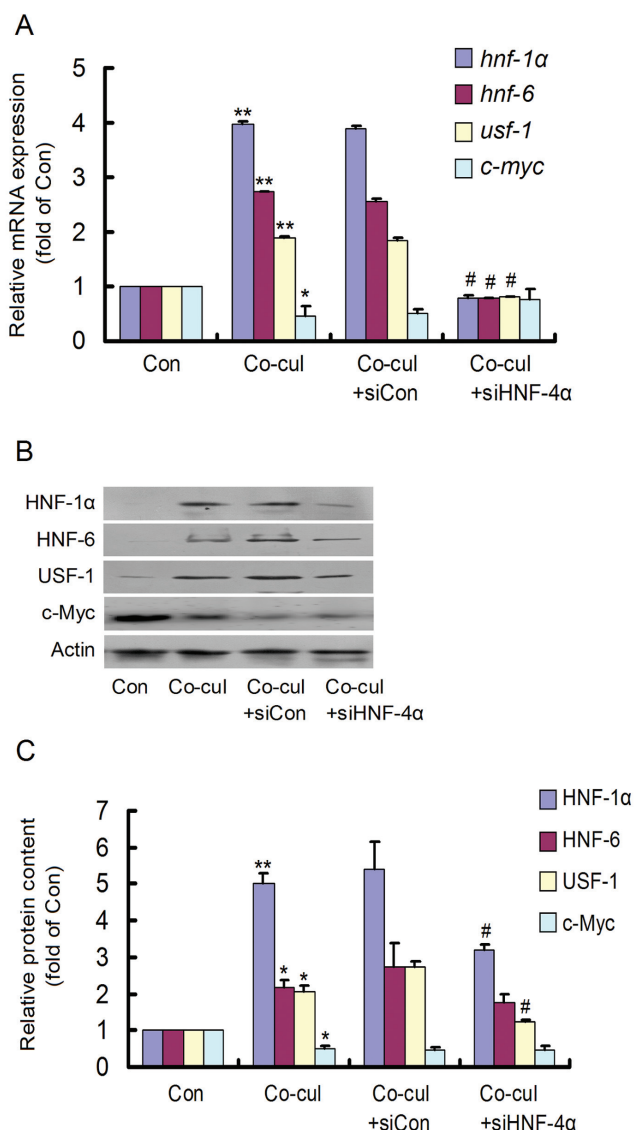 A
hnf-1α
hnf-6
usf-1
c-myc
Relative mRNA expression
(fold of Con)
5
4
3
2
1
0
**
**
**
*
# # #
Con
Co-cul
Co-cul
+siCon
Co-cul
+siHNF-4α
B
HNF-1α
HNF-6
USF-1
c-Myc
Actin
Con
Co-cul
Co-cul
+siCon
Co-cul
+siHNF-4α
C
HNF-1α
HNF-6
USF-1
c-Myc
Relative protein content
(fold of Con)
7
6
5
4
3
2
1
0
**
*
*
*
#
#
Con
Co-cul
Co-cul
+siCon
Co-cul
+siHNF-4α